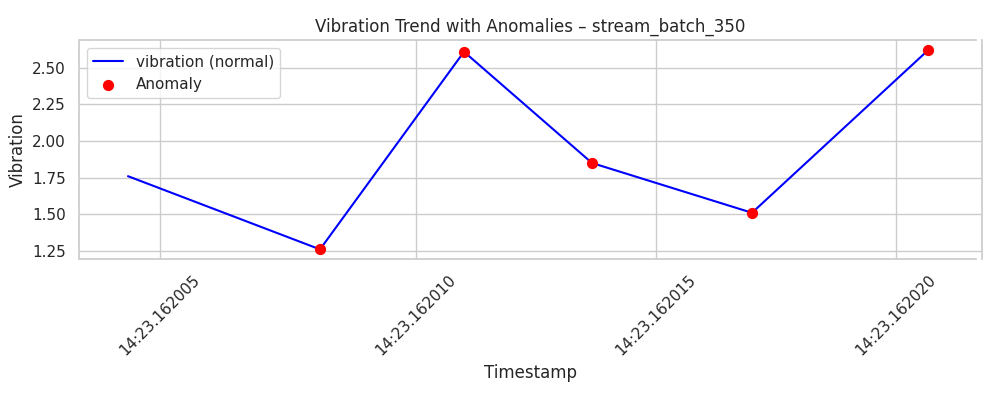 Vibration Trend with Anomalies – stream_batch_350
vibration (normal)
Anomaly
Vibration
2.50
2.25
2.00
1.75
1.50
1.25
14:23.162005
14:23.162010
14:23.162015
14:23.162020
Timestamp